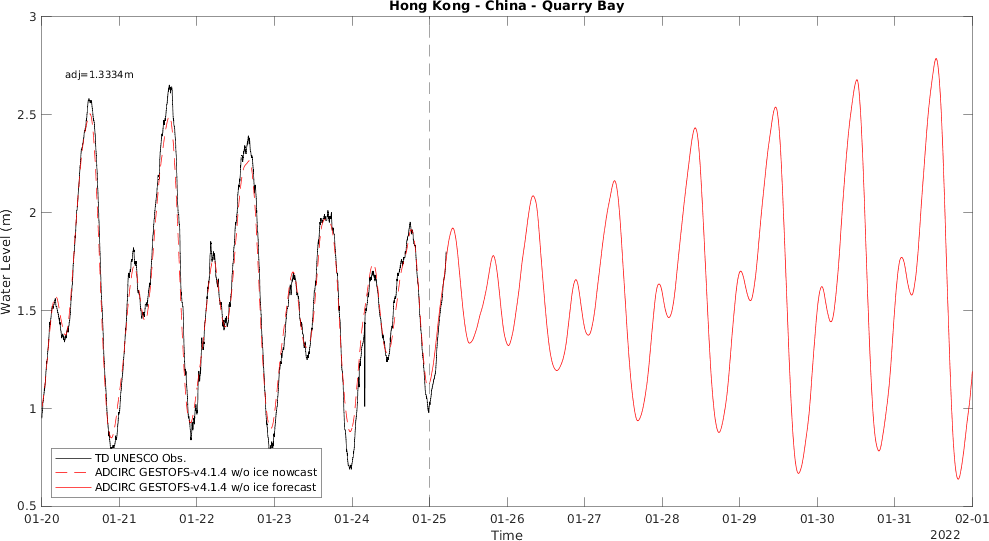 Hong Kong - China - Quarry Bay
3
adj=1.3334m
2.5
2
Water Level (m)
1.5
1
TD UNESCO Obs.
ADCIRC GESTOFS-v4.1.4 w/o ice nowcast
ADCIRC GESTOFS-v4.1.4 w/o ice forecast
0.5
01-20 01-21 01-22 01-23 01-24 01-25 01-26 01-27 01-28 01-29 01-30 01-31 02-01
Time
2022